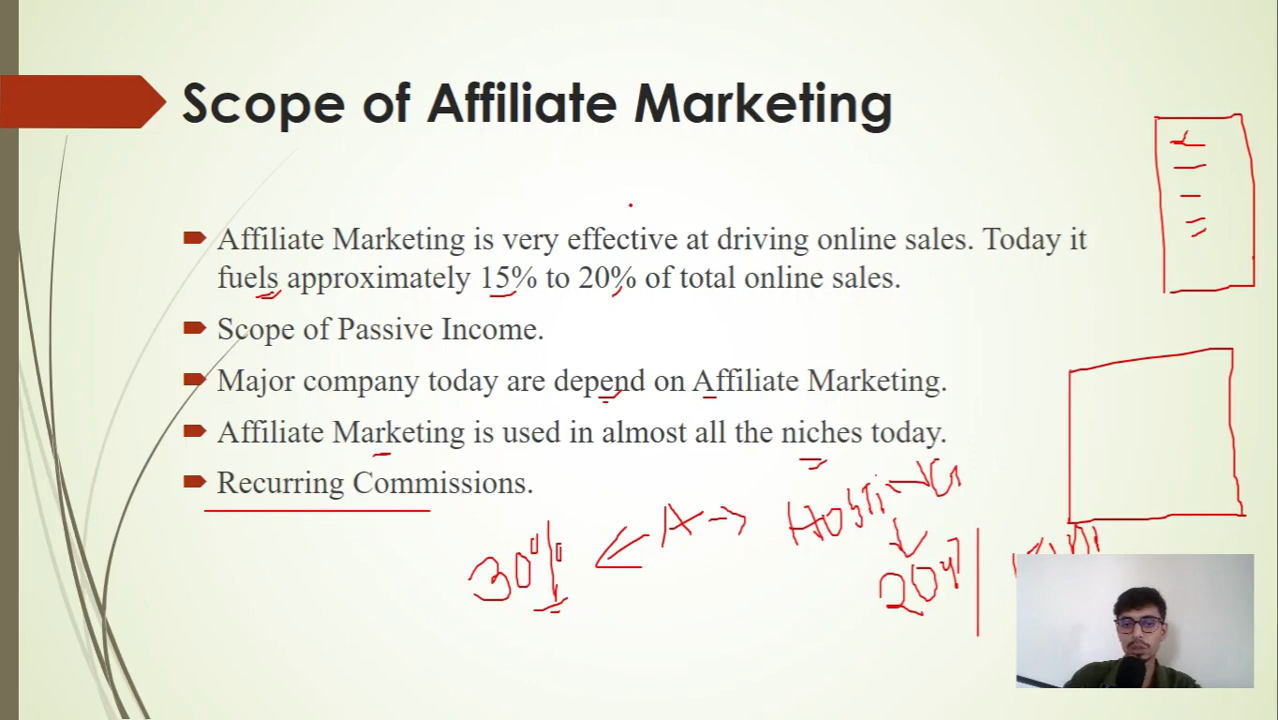 Scope of Affiliate Marketing
Affiliate Marketing is very effective at driving online sales. Today it
fuels approximately 15% to 20% of total online sales.
Scope of Passive Income.
Major company today are depend on Affiliate Marketing.
Affiliate Marketing is used in almost all the niches today.
Recurring Commissions.
A → Hosting
30%
20%